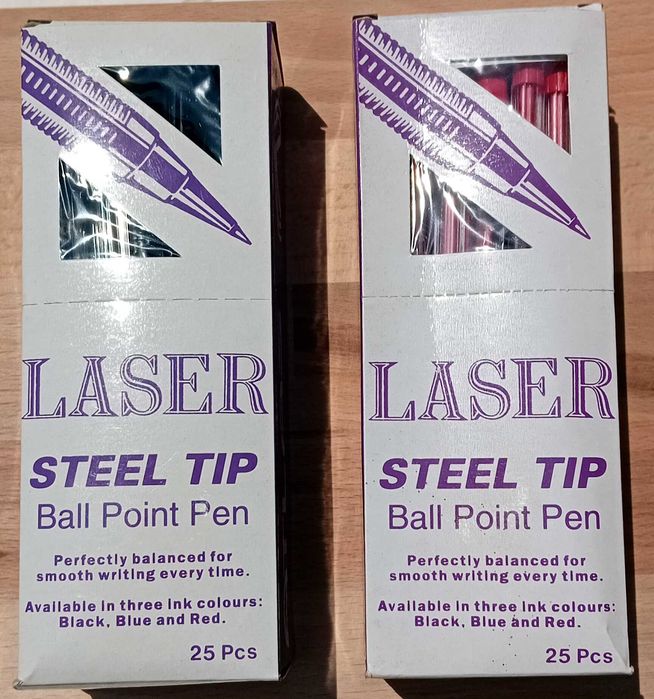 LASER
STEEL TIP
Ball Point Pen
Perfectly balanced for
smooth writing every time.
Available in three ink colours:
Black, Blue and Red.
25 Pcs
LASER
STEEL TIP
Ball Point Pen
Perfectly balanced for
smooth writing every time.
Available in three ink colours:
Black, Blue and Red.
25 Pcs